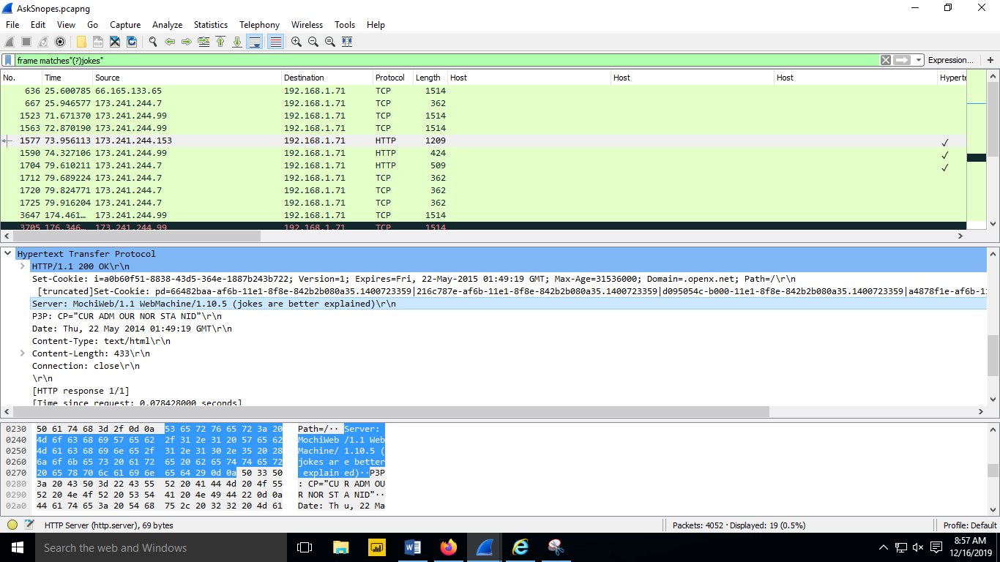 AskSnopes.pcapng
File Edit View Go Capture Analyze Statistics Telephony Wireless Tools Help
frame matches"(?)jokes"
Expression... +
No. Time Source Destination Protocol Length Host Host Host Hyperte
636 25.600785 66.165.133.65 192.168.1.71 TCP 1514
667 25.946577 173.241.244.7 192.168.1.71 TCP 362
1523 71.671370 173.241.244.99 192.168.1.71 TCP 1514
1563 72.870190 173.241.244.99 192.168.1.71 TCP 1514
1577 73.956113 173.241.244.153 192.168.1.71 HTTP 1209 ✓
1590 74.327106 173.241.244.99 192.168.1.71 HTTP 424 ✓
1704 79.610211 173.241.244.7 192.168.1.71 HTTP 509 ✓
1712 79.689224 173.241.244.7 192.168.1.71 TCP 362
1720 79.824771 173.241.244.7 192.168.1.71 TCP 362
1725 79.916204 173.241.244.7 192.168.1.71 TCP 362
3647 174.461… 173.241.244.99 192.168.1.71 TCP 1514
3705 176.346… 173.241.244.99 192.168.1.71 TCP 1514
Hypertext Transfer Protocol
HTTP/1.1 200 OK\r\n
Set-Cookie: i=a0b60f51-8838-43d5-364e-1887b243b722; Version=1; Expires=Fri, 22-May-2015 01:49:19 GMT; Max-Age=31536000; Domain=.openx.net; Path=/\r\n
[truncated]Set-Cookie: pd=66482baa-af6b-11e1-8f8e-842b2b080a35.1400723359|216c787e-af6b-11e1-8f8e-842b2b080a35.1400723359|d095054c-b000-11e1-8f8e-842b2b080a35.1400723359|a4878f1e-af6b-11
Server: MochiWeb/1.1 WebMachine/1.10.5 (jokes are better explained)\r\n
P3P: CP="CUR ADM OUR NOR STA NID"\r\n
Date: Thu, 22 May 2014 01:49:19 GMT\r\n
Content-Type: text/html\r\n
Content-Length: 433\r\n
Connection: close\r\n
\r\n
[HTTP response 1/1]
[Time since request: 0.078428000 seconds]
0230 50 61 74 68 3d 2f 0d 0a 53 65 72 76 65 72 3a 20 Path=/·· Server:
0240 4d 6f 63 68 69 57 65 62 2f 31 2e 31 20 57 65 62 MochiWeb /1.1 Web
0250 4d 61 63 68 69 6e 65 2f 31 2e 31 30 2e 35 20 28 Machine/ 1.10.5 (
0260 6a 6f 6b 65 73 20 61 72 65 20 62 65 74 74 65 72 jokes ar e better
0270 20 65 78 70 6c 61 69 6e 65 64 29 0d 0a 50 33 50 explain ed)··P3P
0280 3a 20 43 50 3d 22 43 55 52 20 41 44 4d 20 4f 55 : CP="CU R ADM OU
0290 52 20 4e 4f 52 20 53 54 41 20 4e 49 44 22 0d 0a R NOR ST A NID"··
02a0 44 61 74 65 3a 20 54 68 75 2c 20 32 32 20 4d 61 Date: Th u, 22 Ma
HTTP Server (http.server), 69 bytes
Packets: 4052 · Displayed: 19 (0.5%)
Profile: Default
Search the web and Windows
8:57 AM
12/16/2019